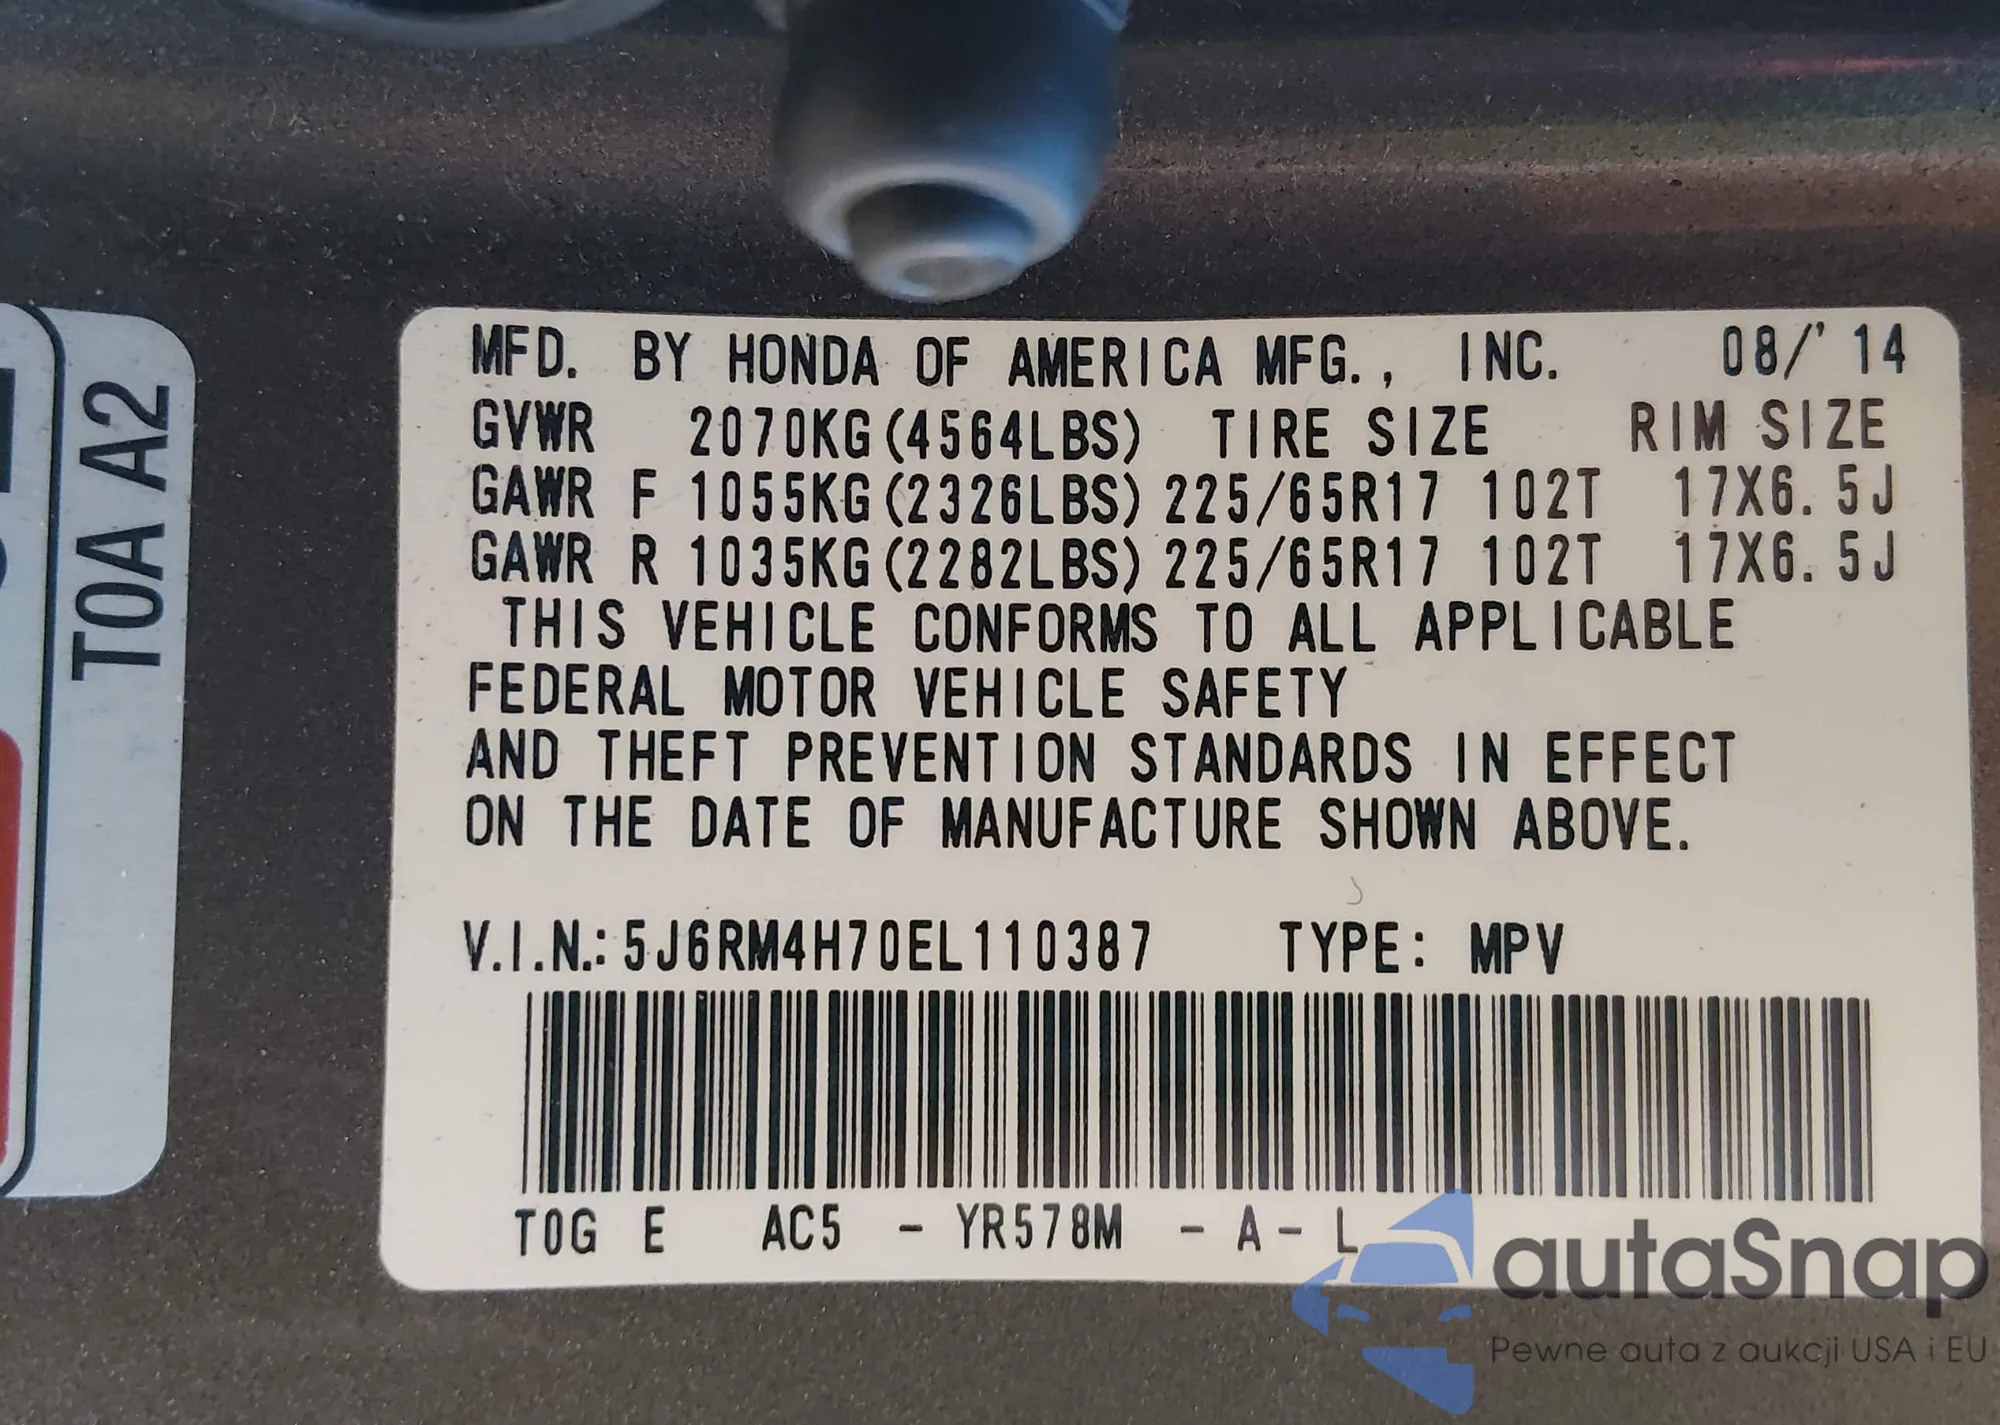 MFD. BY HONDA OF AMERICA MFG., INC. 08/'14
GVWR 2070KG(4564LBS) TIRE SIZE RIM SIZE
GAWR F 1055KG(2326LBS) 225/65R17 102T 17X6.5J
GAWR R 1035KG(2282LBS) 225/65R17 102T 17X6.5J
THIS VEHICLE CONFORMS TO ALL APPLICABLE
FEDERAL MOTOR VEHICLE SAFETY
AND THEFT PREVENTION STANDARDS IN EFFECT
ON THE DATE OF MANUFACTURE SHOWN ABOVE.
V.I.N.: 5J6RM4H70EL110387 TYPE: MPV
T0G E AC5 - YR578M - A - L
T0A A2
autaSnap
Pewne auta z aukcji USA i EU